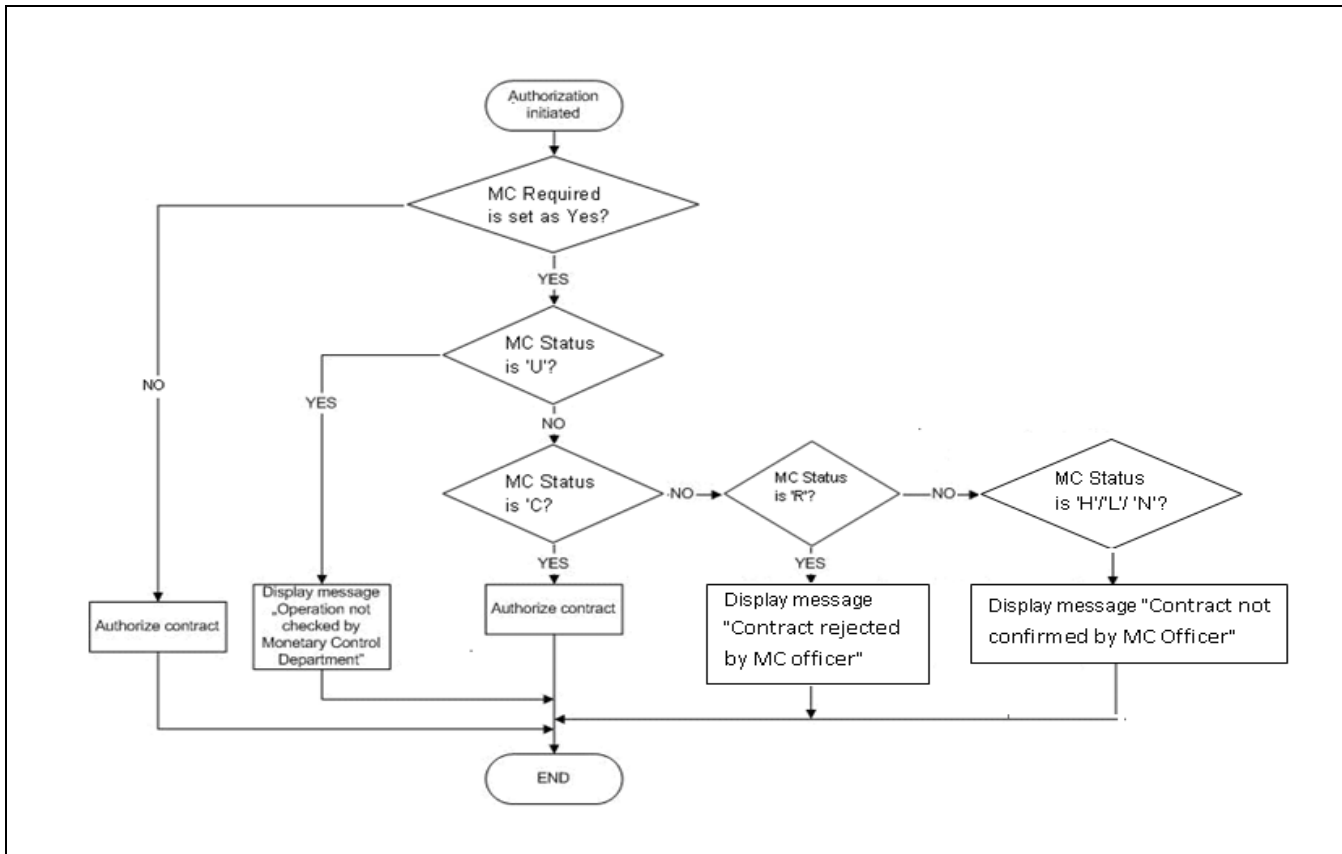 Authorization
initiated
MC Required
is set as Yes?
YES
NO
MC Status
is 'U'?
YES
NO
MC Status
is 'C'?
NO
MC Status
is 'R'?
NO
MC Status
is 'H'/'L'/ 'N'?
YES
YES
Authorize contract
Display message
„Operation not
checked by
Monetary Control
Department"
Authorize contract
Display message
"Contract rejected
by MC officer"
Display message "Contract not
confirmed by MC Officer"
END